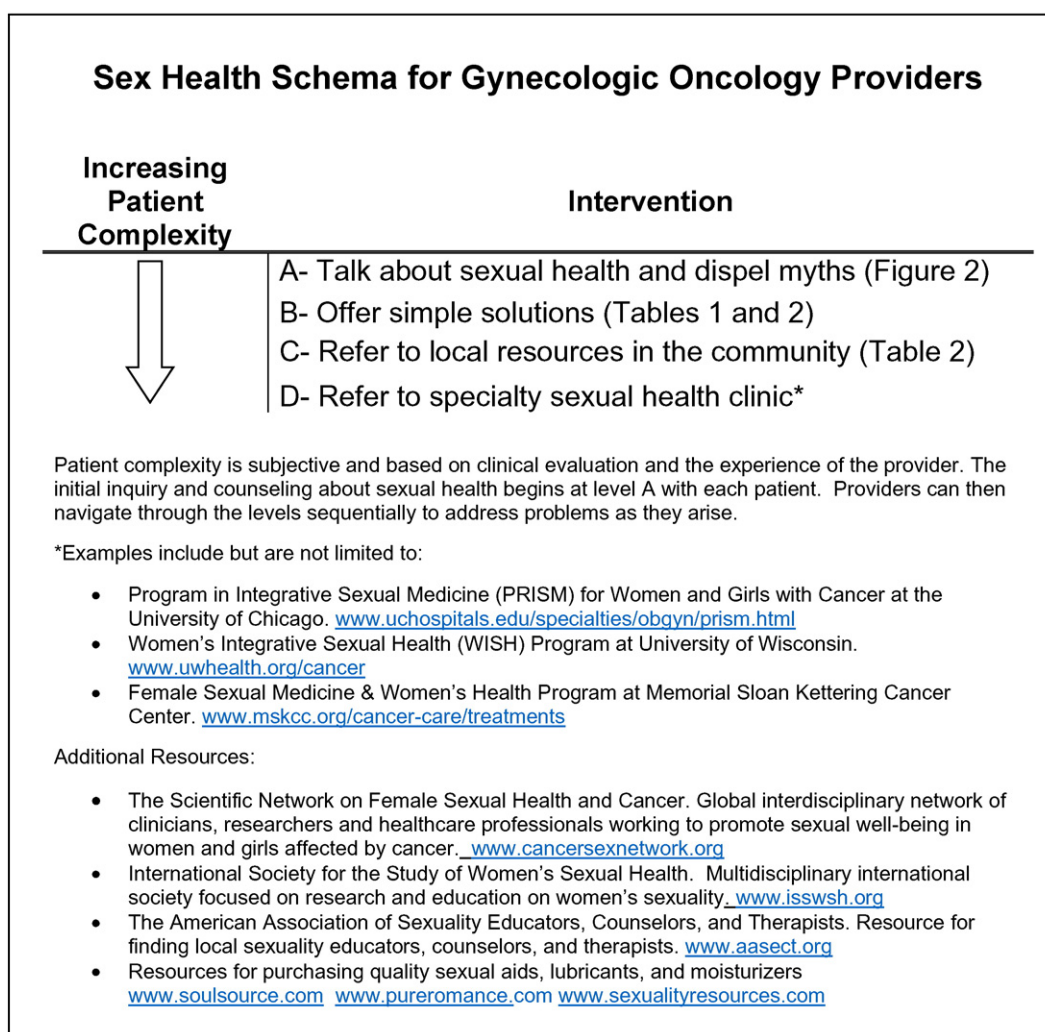 Sex Health Schema for Gynecologic Oncology Providers
Increasing
Patient
Complexity
Intervention
A- Talk about sexual health and dispel myths (Figure 2)
B- Offer simple solutions (Tables 1 and 2)
C- Refer to local resources in the community (Table 2)
D- Refer to specialty sexual health clinic*
Patient complexity is subjective and based on clinical evaluation and the experience of the provider. The
initial inquiry and counseling about sexual health begins at level A with each patient.  Providers can then
navigate through the levels sequentially to address problems as they arise.
*Examples include but are not limited to:
• Program in Integrative Sexual Medicine (PRISM) for Women and Girls with Cancer at the
University of Chicago. www.uchospitals.edu/specialties/obgyn/prism.html
• Women’s Integrative Sexual Health (WISH) Program at University of Wisconsin.
www.uwhealth.org/cancer
• Female Sexual Medicine & Women’s Health Program at Memorial Sloan Kettering Cancer
Center. www.mskcc.org/cancer-care/treatments
Additional Resources:
• The Scientific Network on Female Sexual Health and Cancer. Global interdisciplinary network of
clinicians, researchers and healthcare professionals working to promote sexual well-being in
women and girls affected by cancer. www.cancersexnetwork.org
• International Society for the Study of Women’s Sexual Health.  Multidisciplinary international
society focused on research and education on women’s sexuality. www.isswsh.org
• The American Association of Sexuality Educators, Counselors, and Therapists. Resource for
finding local sexuality educators, counselors, and therapists. www.aasect.org
• Resources for purchasing quality sexual aids, lubricants, and moisturizers
www.soulsource.com  www.pureromance.com www.sexualityresources.com